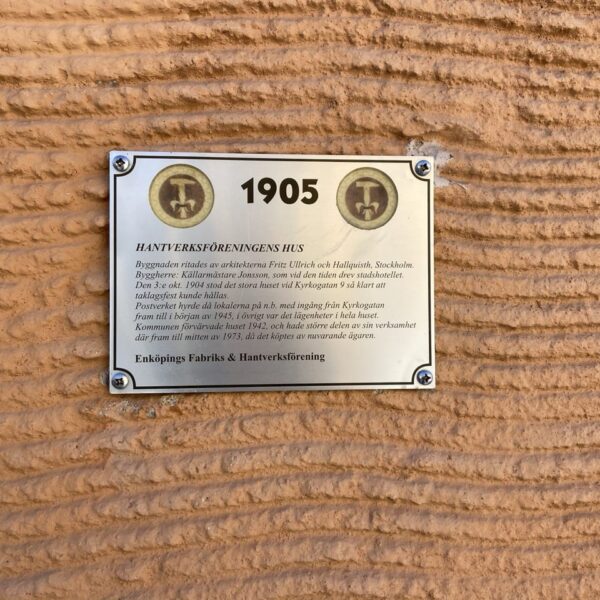 1905
HANTVERKSFÖRENINGENS HUS
Byggnaden ritades av arkitekterna Fritz Ullrich och Hallquisth, Stockholm.
Byggherre: Källarmästare Jonsson, som vid den tiden drev stadshotellet.
Den 3:e okt. 1904 stod det stora huset vid Kyrkogatan 9 så klart att
taklagsfest kunde hållas.
Postverket hyrde då lokalerna på n.b. med ingång från Kyrkogatan
fram till i början av 1945, i övrigt var det lägenheter i hela huset.
Kommunen förvärvade huset 1942, och hade större delen av sin verksamhet
där fram till mitten av 1973, då det köptes av nuvarande ägaren.
Enköpings Fabriks & Hantverksförening